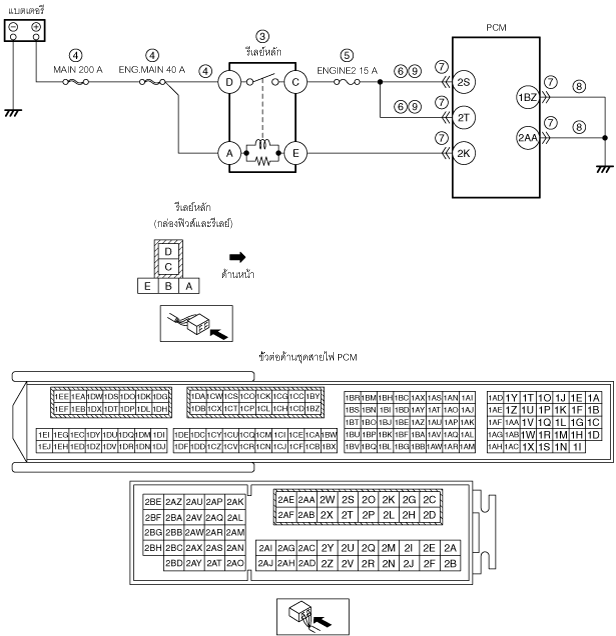 แบตเตอรี่
− +
④ ④ ④ ③ ⑤ ⑥⑨ ⑦ PCM
MAIN 200 A ENG.MAIN 40 A รีเลย์หลัก ENGINE2 15 A
D C 2S
⑦ 1BZ ⑧
⑥⑨ ⑦ 2T
⑦ 2AA ⑧
A E ⑦ 2K
รีเลย์หลัก
(กล่องฟิวส์และรีเลย์)
D
C
E B A
ด้านหน้า
ขั้วต่อด้านชุดสายไฟ PCM
1EE 1EA 1DW 1DS 1DO 1DK 1DG 1DA 1CW 1CS 1CO 1CK 1CG 1CC 1BY 1BR 1BM 1BH 1BC 1AX 1AS 1AN 1AI 1AD 1Y 1T 1O 1J 1E 1A
1EF 1EB 1DX 1DT 1DP 1DL 1DH 1DB 1CX 1CT 1CP 1CL 1CH 1CD 1BZ 1BS 1BN 1BI 1BD 1AY 1AT 1AO 1AJ 1AE 1Z 1U 1P 1K 1F 1B
1BT 1BO 1BJ 1BE 1AZ 1AU 1AP 1AK 1AF 1AA 1V 1Q 1L 1G 1C
1EI 1EG 1EC 1DY 1DU 1DQ 1DM 1DI 1DE 1DC 1CY 1CU 1CQ 1CM 1CI 1CE 1CA 1BW 1BU 1BP 1BK 1BF 1BA 1AV 1AQ 1AL 1AG 1AB 1W 1R 1M 1H 1D
1EJ 1EH 1ED 1DZ 1DV 1DR 1DN 1DJ 1DF 1DD 1CZ 1CV 1CR 1CN 1CJ 1CF 1CB 1BX 1BV 1BQ 1BL 1BG 1BB 1AW 1AR 1AM 1AH 1AC 1X 1S 1N 1I
2BE 2AZ 2AU 2AP 2AK 2AE 2AA 2W 2S 2O 2K 2G 2C
2BF 2BA 2AV 2AQ 2AL 2AF 2AB 2X 2T 2P 2L 2H 2D
2BG 2BB 2AW 2AR 2AM
2BH 2BC 2AX 2AS 2AN 2AI 2AG 2AC 2Y 2U 2Q 2M 2I 2E 2A
2BD 2AY 2AT 2AO 2AJ 2AH 2AD 2Z 2V 2R 2N 2J 2F 2B